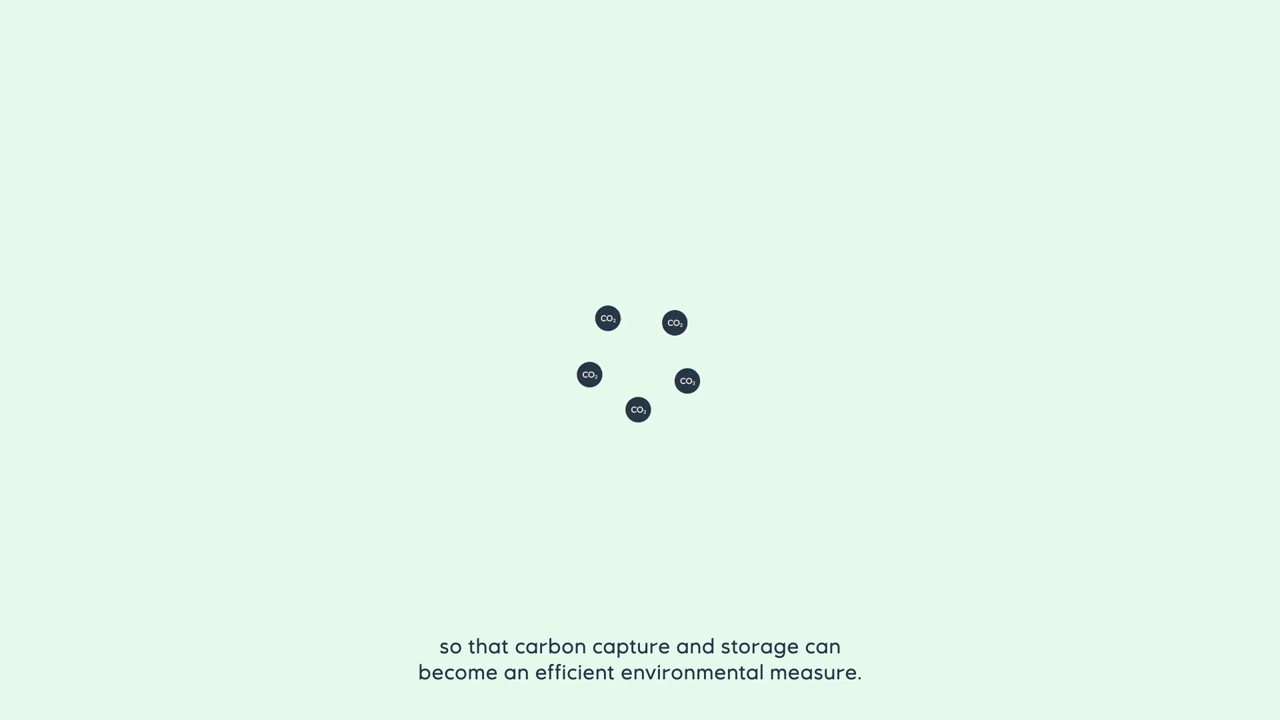 CO₂
CO₂
CO₂
CO₂
CO₂
so that carbon capture and storage can
become an efficient environmental measure.